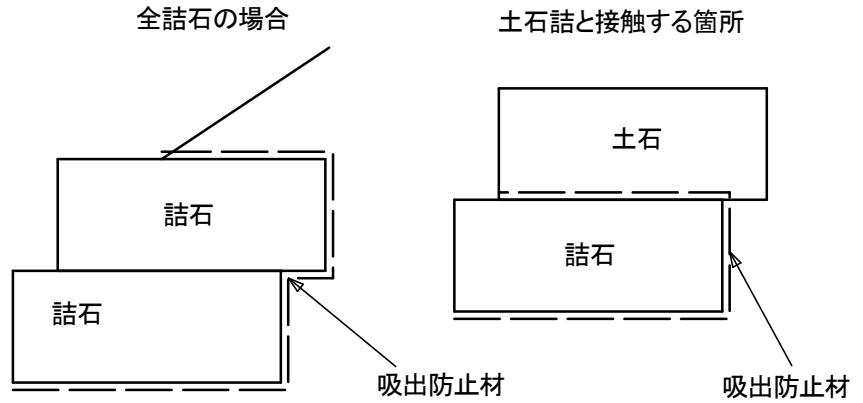 全詰石の場合
詰石
詰石
吸出防止材
土石詰と接触する箇所
土石
詰石
吸出防止材